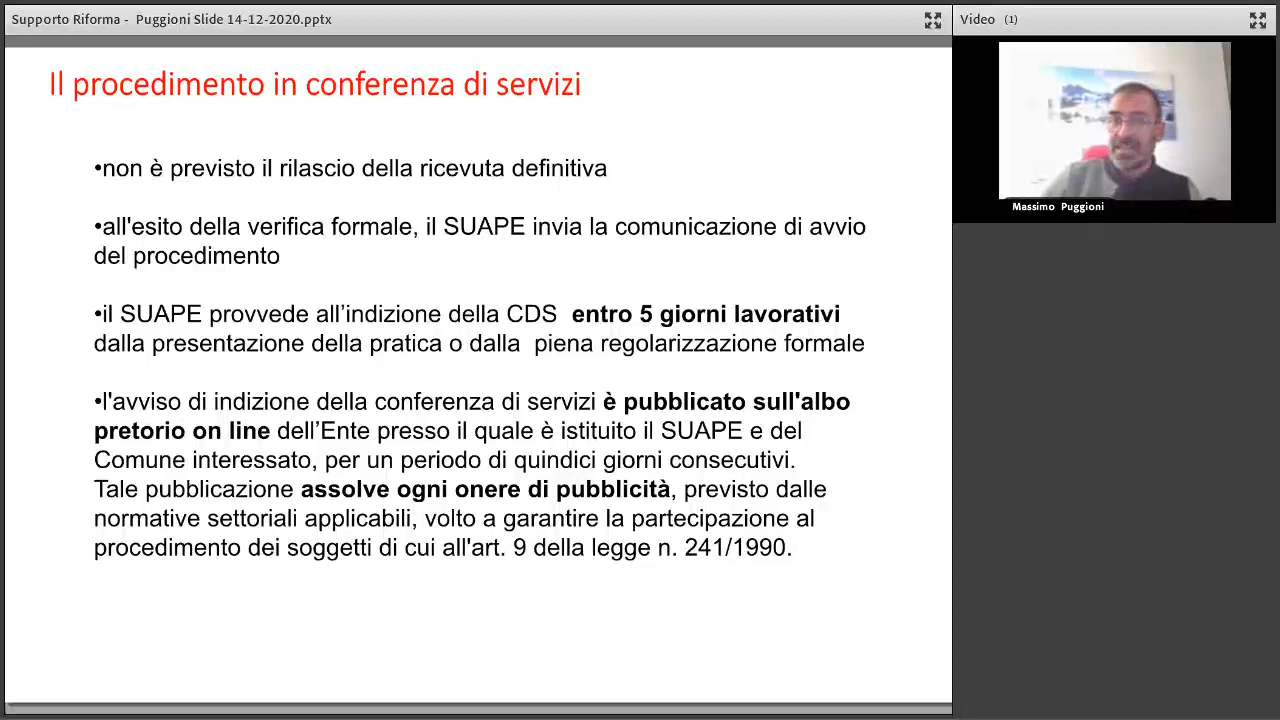 Supporto Riforma - Puggioni Slide 14-12-2020.pptx
Video (1)
Il procedimento in conferenza di servizi
•non è previsto il rilascio della ricevuta definitiva
•all'esito della verifica formale, il SUAPE invia la comunicazione di avvio
del procedimento
•il SUAPE provvede all’indizione della CDS entro 5 giorni lavorativi
dalla presentazione della pratica o dalla piena regolarizzazione formale
•l'avviso di indizione della conferenza di servizi è pubblicato sull'albo
pretorio on line dell’Ente presso il quale è istituito il SUAPE e del
Comune interessato, per un periodo di quindici giorni consecutivi.
Tale pubblicazione assolve ogni onere di pubblicità, previsto dalle
normative settoriali applicabili, volto a garantire la partecipazione al
procedimento dei soggetti di cui all'art. 9 della legge n. 241/1990.
Massimo Puggioni